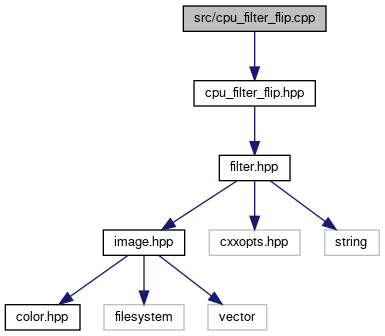 src/cpu_filter_flip.cpp
cpu_filter_flip.hpp
filter.hpp
image.hpp
cxxopts.hpp
string
color.hpp
filesystem
vector